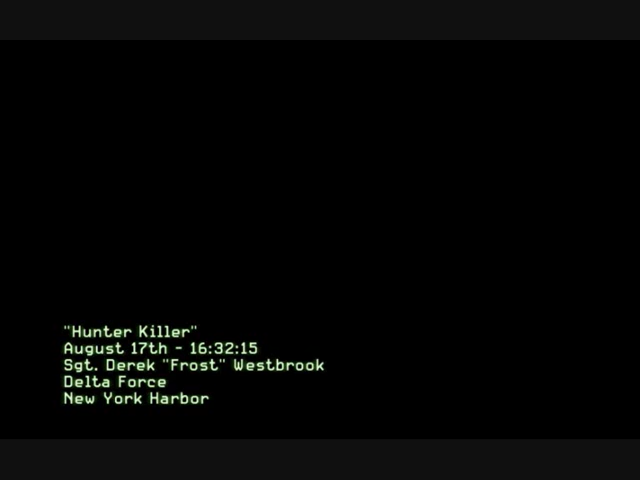 "Hunter Killer"
August 17th - 16:32:15
Sgt. Derek "Frost" Westbrook
Delta Force
New York Harbor